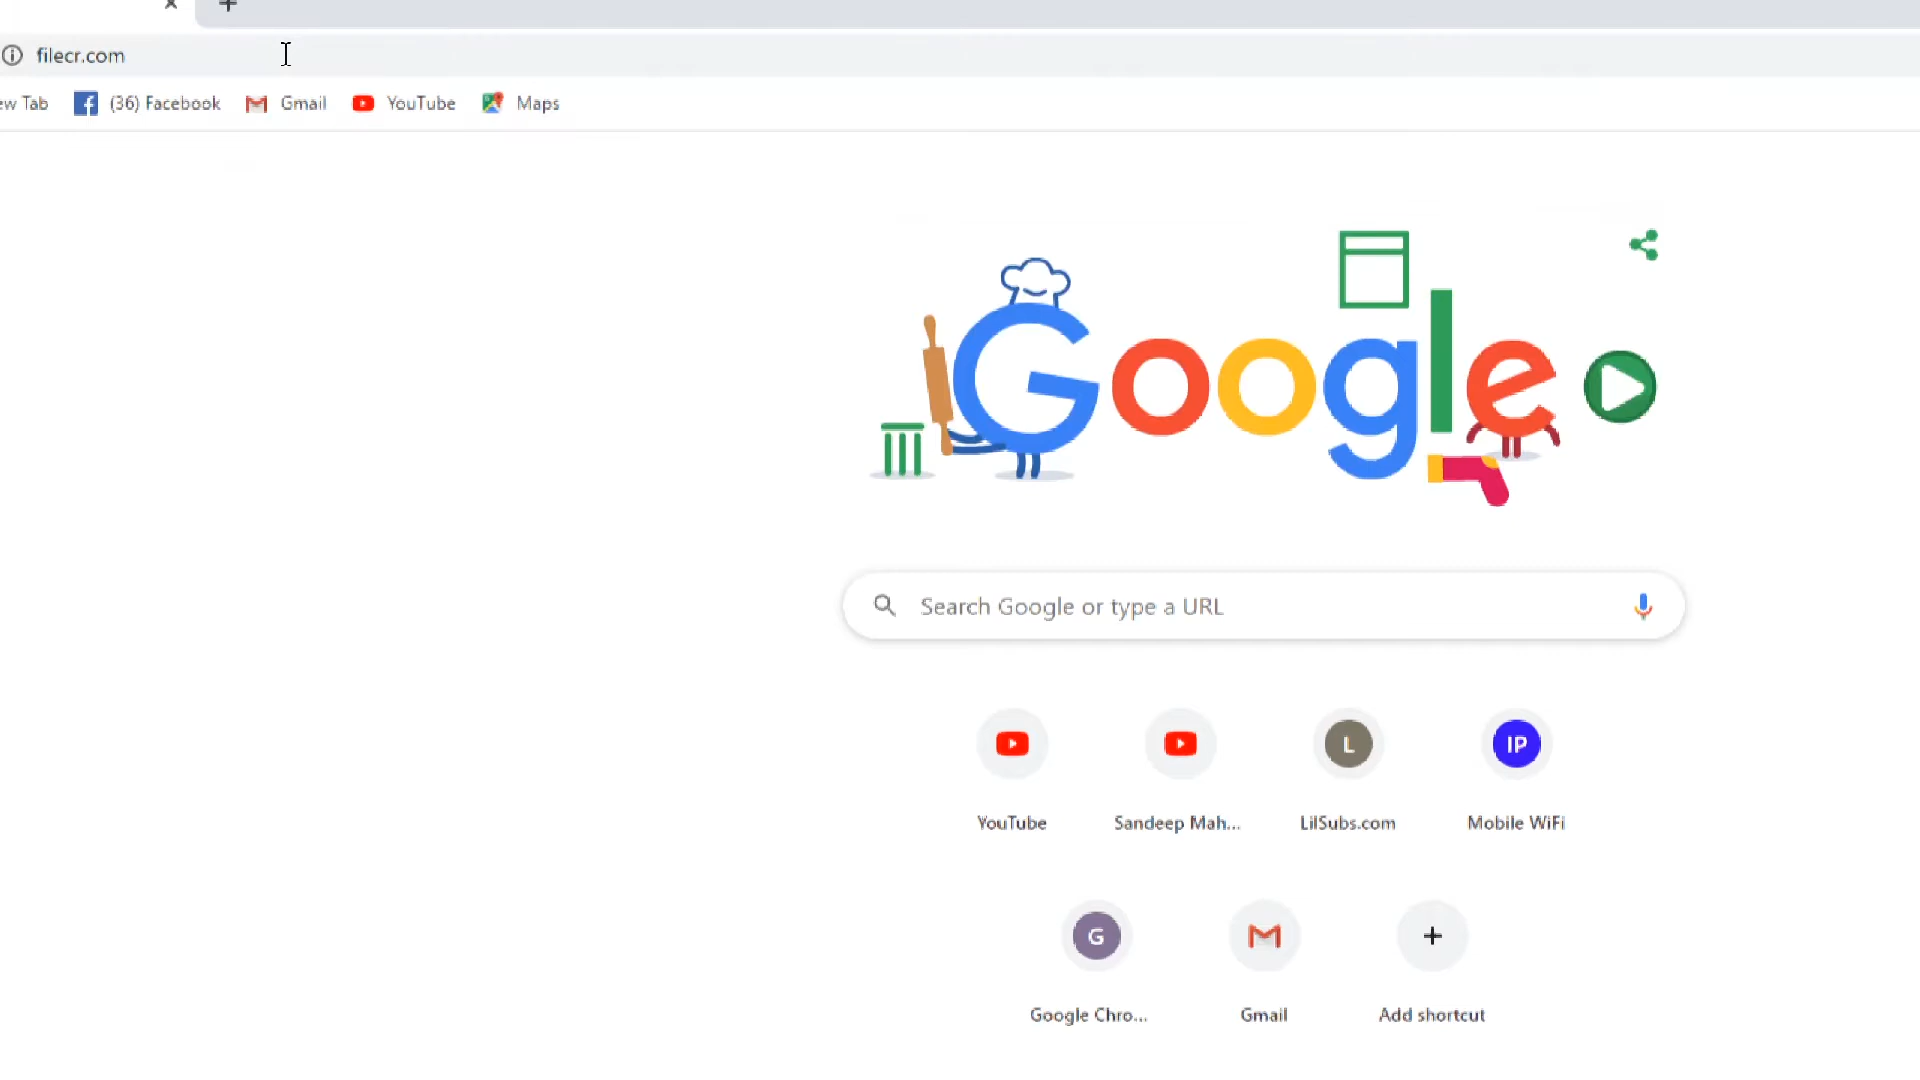 filecr.com
ew Tab (36) Facebook Gmail YouTube Maps
Google
Search Google or type a URL
L IP
YouTube Sandeep Mah... LilSubs.com Mobile WiFi
G
Google Chro... Gmail Add shortcut